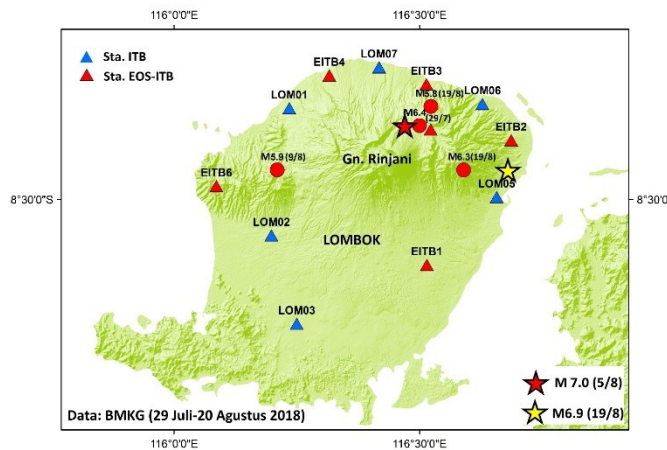 116°0'0"E
116°30'0"E
Sta. ITB
Sta. EOS-ITB
EITB4
LOM07
EITB3
M5.8(19/8)
LOM06
LOM01
M6.4
(29/7)
EITB2
Gn. Rinjani
M5.9 (9/8)
M6.3(19/8)
EITB6
LOM05
8°30'0"S
8°30'0"S
LOM02
LOMBOK
EITB1
LOM03
M 7.0 (5/8)
M6.9 (19/8)
Data: BMKG (29 Juli-20 Agustus 2018)
116°0'0"E
116°30'0"E